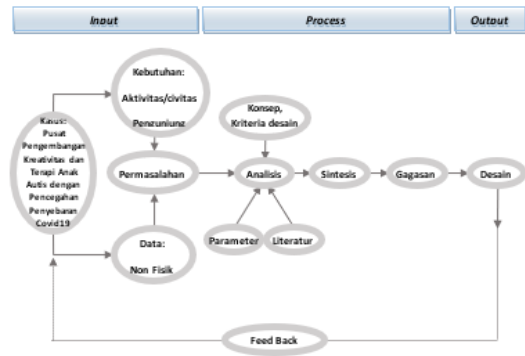 Input
Process
Output
Kebutuhan:
Aktivitas/civitas
Pengunjung
Kasus:
Pusat
Pengembangan
Kreativitas dan
Terapi Anak
Autis dengan
Pencegahan
Penyebaran
Covid19
Konsep,
Kriteria desain
Permasalahan
Analisis
Sintesis
Gagasan
Desain
Data:
Non Fisik
Parameter
Literatur
Feed Back